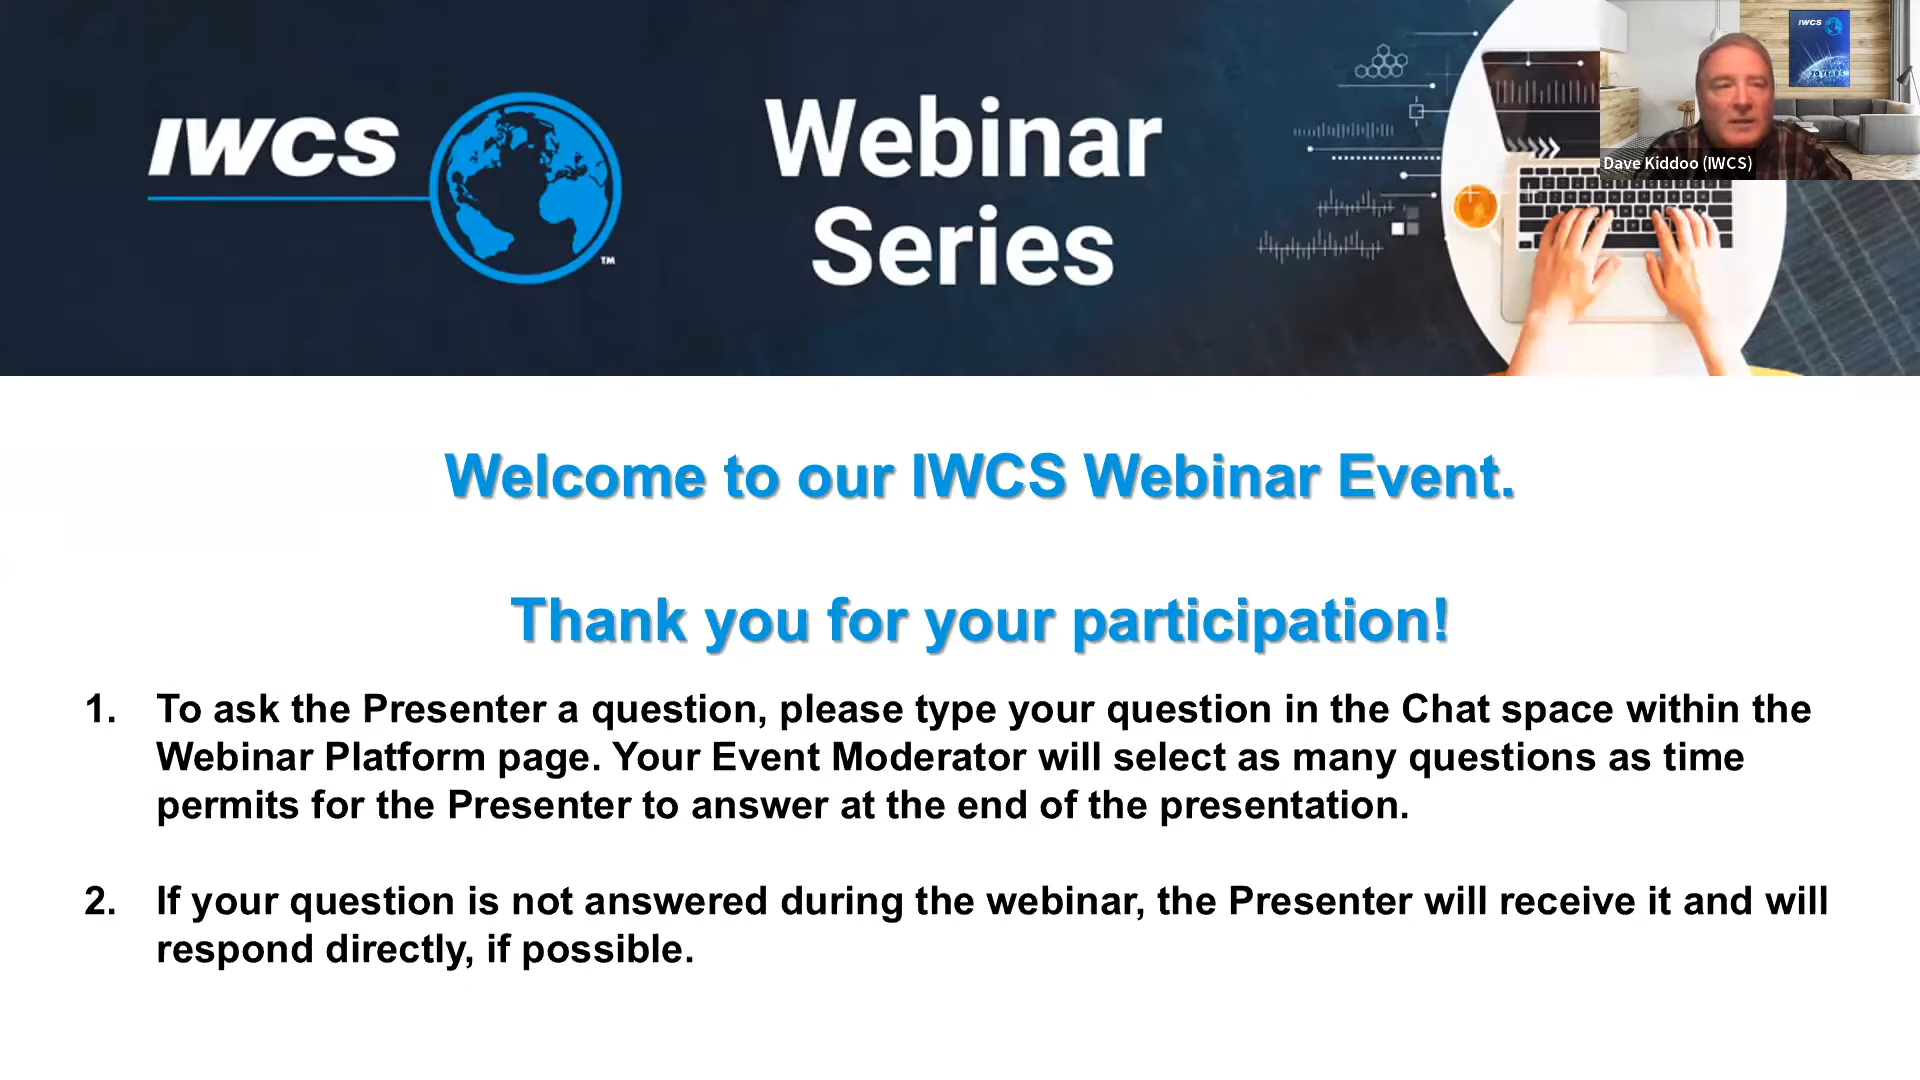 IWCS
TM
Webinar
Series
IWCS
70 YEARS
Dave Kiddoo (IWCS)
Welcome to our IWCS Webinar Event.
Thank you for your participation!
1. To ask the Presenter a question, please type your question in the Chat space within the
Webinar Platform page. Your Event Moderator will select as many questions as time
permits for the Presenter to answer at the end of the presentation.
2. If your question is not answered during the webinar, the Presenter will receive it and will
respond directly, if possible.